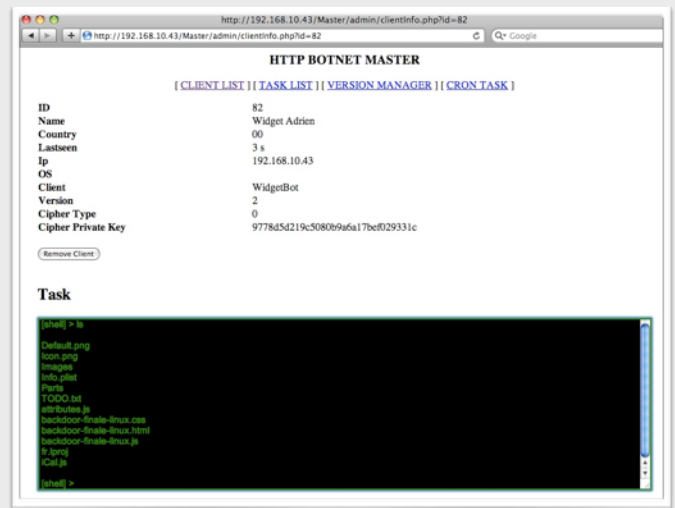 http://192.168.10.43/Master/admin/clientInfo.php?id=82
http://192.168.10.43/Master/admin/clientInfo.php?id=82
Google
HTTP BOTNET MASTER
[ CLIENT LIST ] [ TASK LIST ] [ VERSION MANAGER ] [ CRON TASK ]
ID 82
Name Widget Adrien
Country 00
Lastseen 3 s
Ip 192.168.10.43
OS
Client WidgetBot
Version 2
Cipher Type 0
Cipher Private Key 9778d5d219c5080b9a6a17bef029331c
Remove Client
Task
[shell] > ls
Default.png
Icon.png
Images
Info.plist
Parts
TODO.txt
attributes.js
backdoor-finale-linux.css
backdoor-finale-linux.html
backdoor-finale-linux.js
fr.lproj
iCal.js
[shell] >